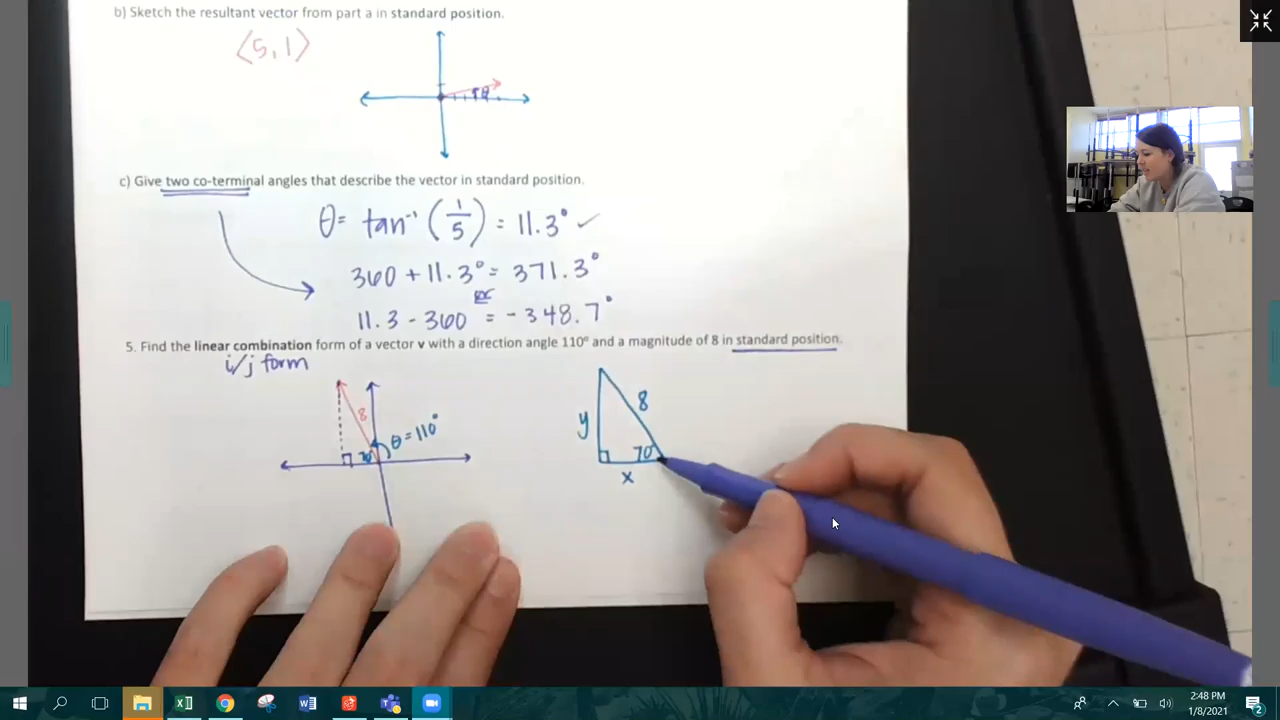 b) Sketch the resultant vector from part a in standard position.
⟨5, 1⟩
θ
c) Give two co-terminal angles that describe the vector in standard position.
θ= tan⁻¹ (1/5) = 11.3° ✓
360 + 11.3° = 371.3°
or
11.3 - 360 = -348.7°
5. Find the linear combination form of a vector v with a direction angle 110° and a magnitude of 8 in standard position.
i/j form
8
θ = 110°
70
y
8
70
x
2:48 PM
1/8/2021
2